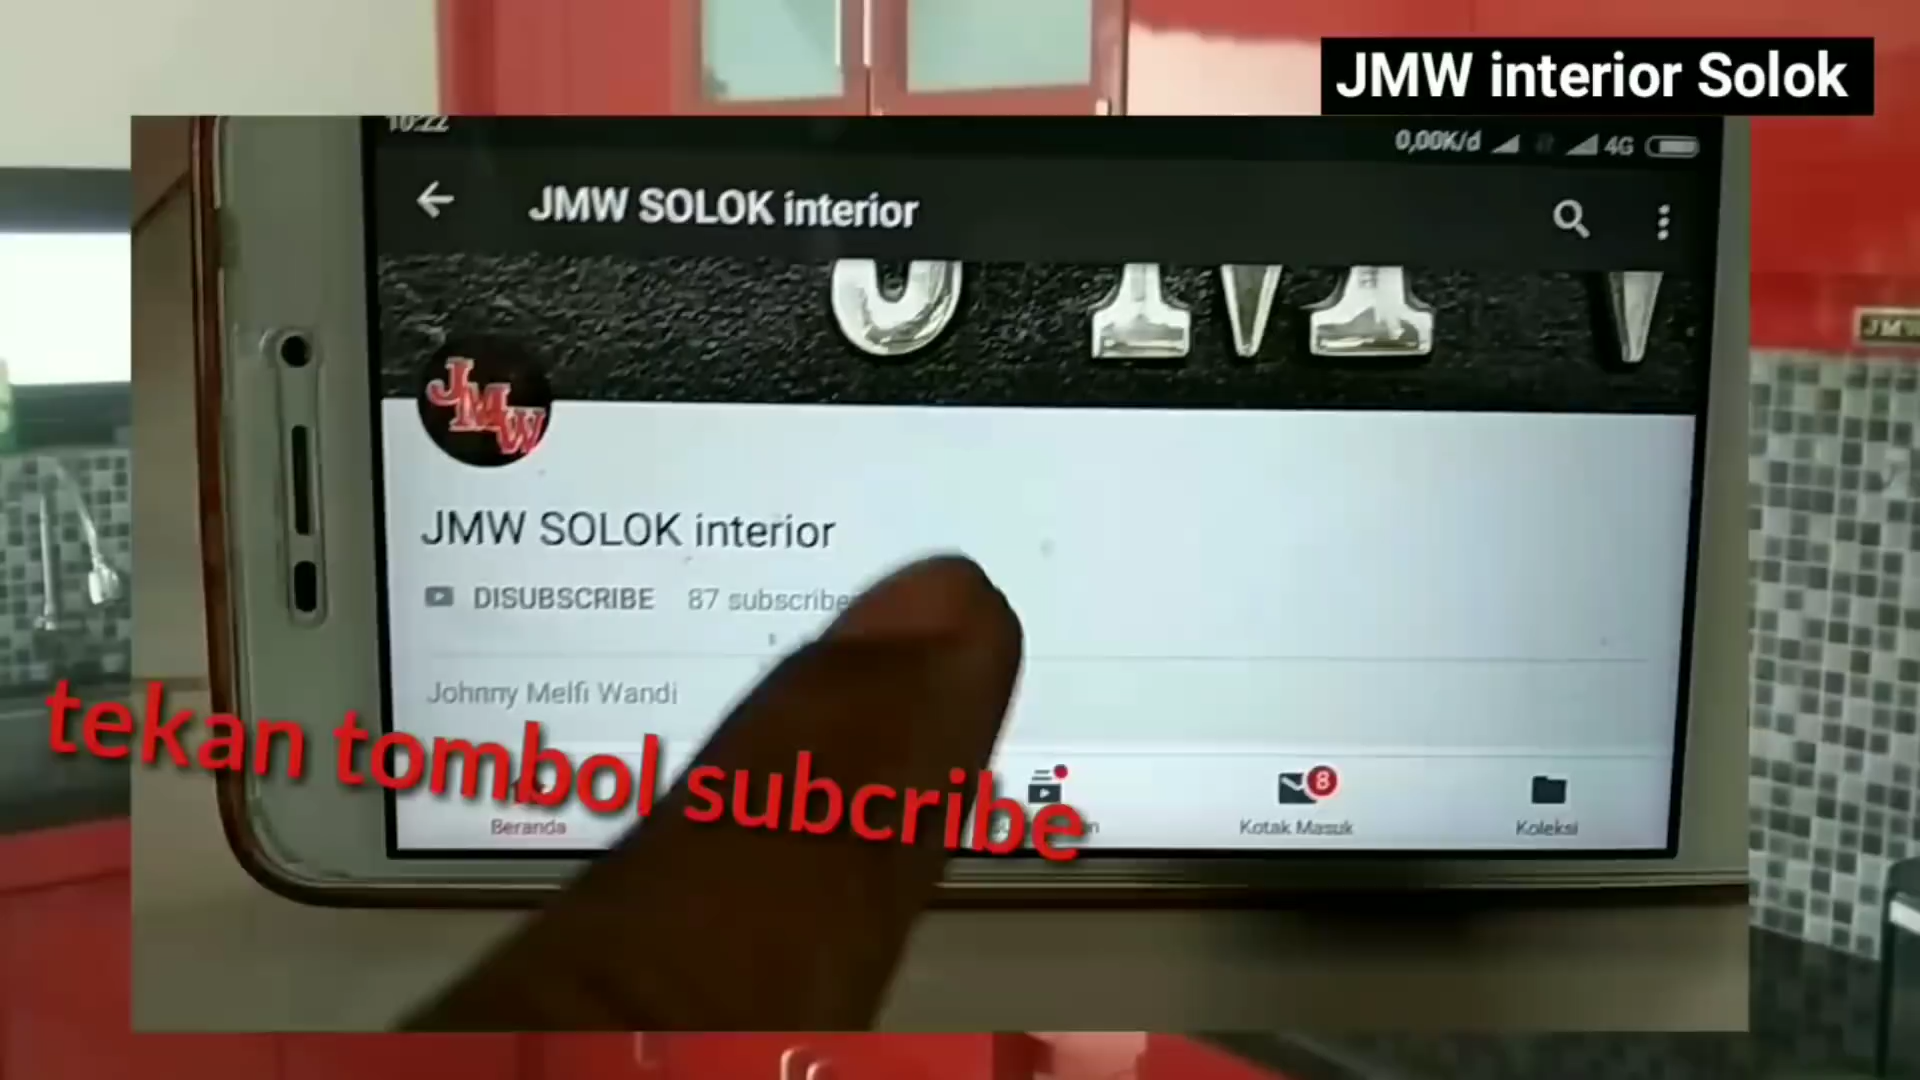 JMW interior Solok
10:22
0,00K/d 4G
JMW SOLOK interior
JMW
JMW
JMW SOLOK interior
DISUBSCRIBE 87 subscribe
Johnny Melfi Wandi
tekan tombol subcribe
Beranda
8
Kotak Masuk
Koleksi